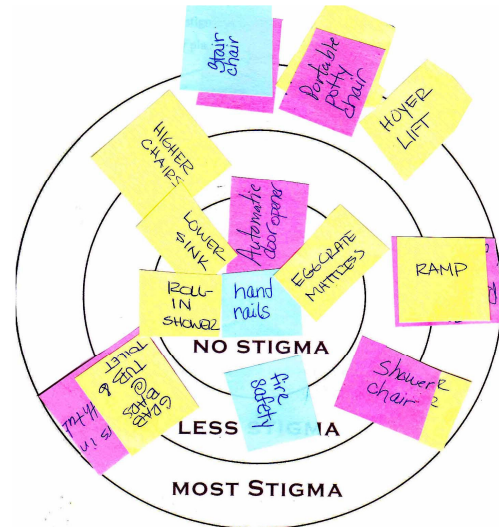 stair
chair
Portable
potty
chair
HOYER
LIFT
HIGHER
CHAIRS
LOWER
SINK
Automatic
door opener
EGGCRATE
MATTRESS
RAMP
ROLL-
IN
SHOWER
hand
NO STIGMA
Shower
chair
fire
safety
GRAB
BARS @
TUB &
TOILET
LESS STIGMA
MOST STIGMA